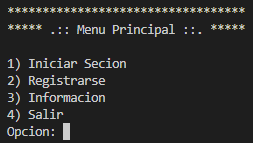 **********************************
***** .:: Menu Principal ::. *****
1) Iniciar Secion
2) Registrarse
3) Informacion
4) Salir
Opcion: